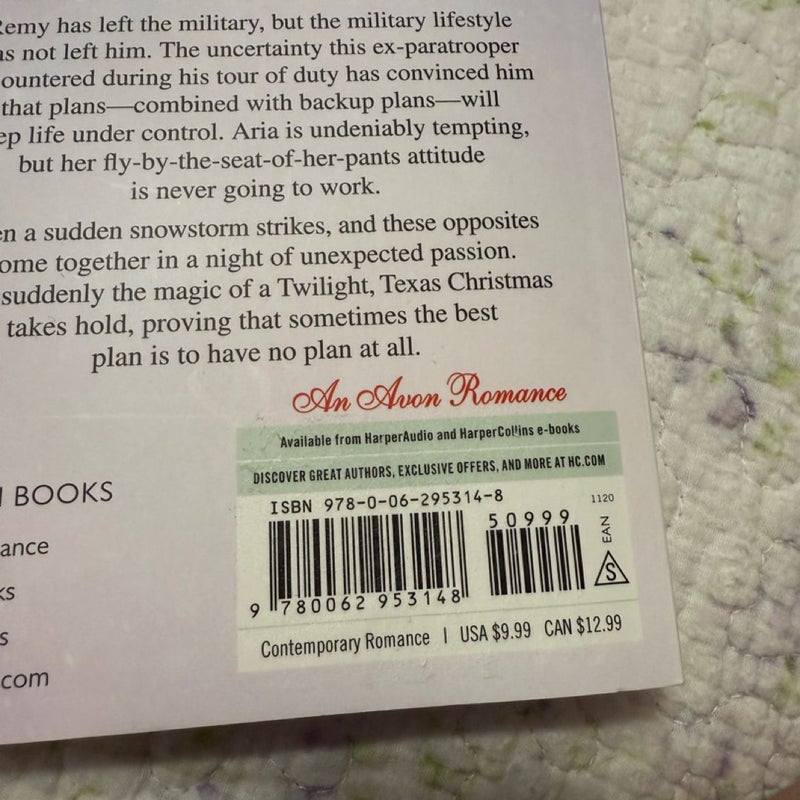 Remy has left the military, but the military lifestyle
as not left him. The uncertainty this ex-paratrooper
ountered during his tour of duty has convinced him
that plans—combined with backup plans—will
ep life under control. Aria is undeniably tempting,
but her fly-by-the-seat-of-her-pants attitude
is never going to work.
en a sudden snowstorm strikes, and these opposites
ome together in a night of unexpected passion.
suddenly the magic of a Twilight, Texas Christmas
takes hold, proving that sometimes the best
plan is to have no plan at all.
An Avon Romance
Available from HarperAudio and HarperCollins e-books
DISCOVER GREAT AUTHORS, EXCLUSIVE OFFERS, AND MORE AT HC.COM
BOOKS
ance
ks
s
com
ISBN 978-0-06-295314-8
1120
50999
EAN
S
9 780062 953148
Contemporary Romance | USA $9.99 CAN $12.99